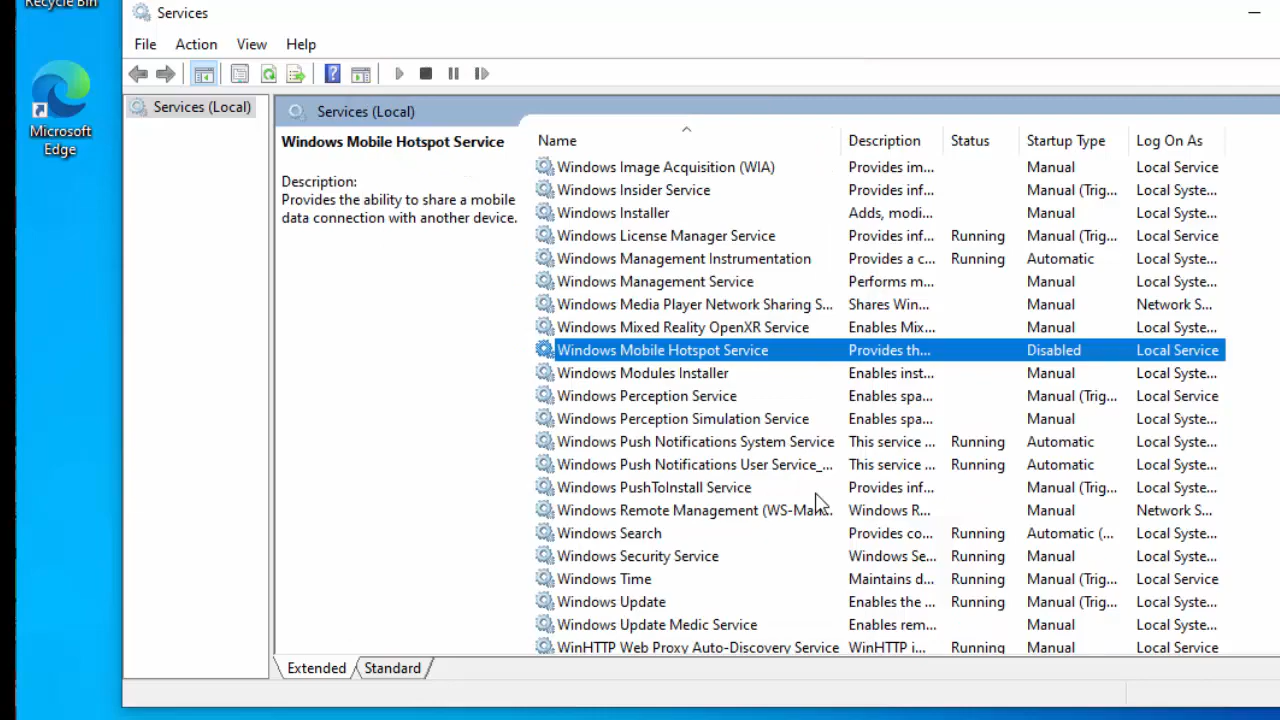 Recycle Bin
Services
File Action View Help
Microsoft
Edge
Services (Local)
Services (Local)
Windows Mobile Hotspot Service
Description:
Provides the ability to share a mobile
data connection with another device.
Name Description Status Startup Type Log On As
Windows Image Acquisition (WIA) Provides im... Manual Local Service
Windows Insider Service Provides inf... Manual (Trig... Local Syste...
Windows Installer Adds, modi... Manual Local Syste...
Windows License Manager Service Provides inf... Running Manual (Trig... Local Service
Windows Management Instrumentation Provides a c... Running Automatic Local Syste...
Windows Management Service Performs m... Manual Local Syste...
Windows Media Player Network Sharing S... Shares Win... Manual Network S...
Windows Mixed Reality OpenXR Service Enables Mix... Manual Local Syste...
Windows Mobile Hotspot Service Provides th... Disabled Local Service
Windows Modules Installer Enables inst... Manual Local Syste...
Windows Perception Service Enables spa... Manual (Trig... Local Service
Windows Perception Simulation Service Enables spa... Manual Local Syste...
Windows Push Notifications System Service This service ... Running Automatic Local Syste...
Windows Push Notifications User Service_... This service ... Running Automatic Local Syste...
Windows PushToInstall Service Provides inf... Manual (Trig... Local Syste...
Windows Remote Management (WS-Man... Windows R... Manual Network S...
Windows Search Provides co... Running Automatic (... Local Syste...
Windows Security Service Windows Se... Running Manual Local Syste...
Windows Time Maintains d... Running Manual (Trig... Local Service
Windows Update Enables the ... Running Manual (Trig... Local Syste...
Windows Update Medic Service Enables rem... Manual Local Syste...
WinHTTP Web Proxy Auto-Discovery Service WinHTTP i... Running Manual Local Service
Extended Standard